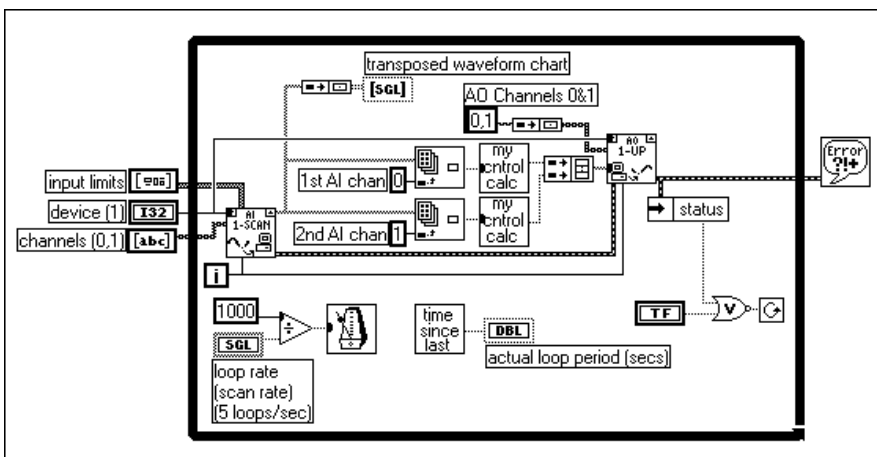 transposed waveform chart
[SGL]
AO Channels 0&1
0,1
AO
1-UP
my
cntrol
calc
Error
?!+
1st AI chan 0
input limits
device (1) I32
channels (0,1) [abc]
AI
1-SCAN
2nd AI chan 1
my
cntrol
calc
status
i
1000
÷
SGL
loop rate
(scan rate)
(5 loops/sec)
time
since
last
DBL
actual loop period (secs)
TF
V